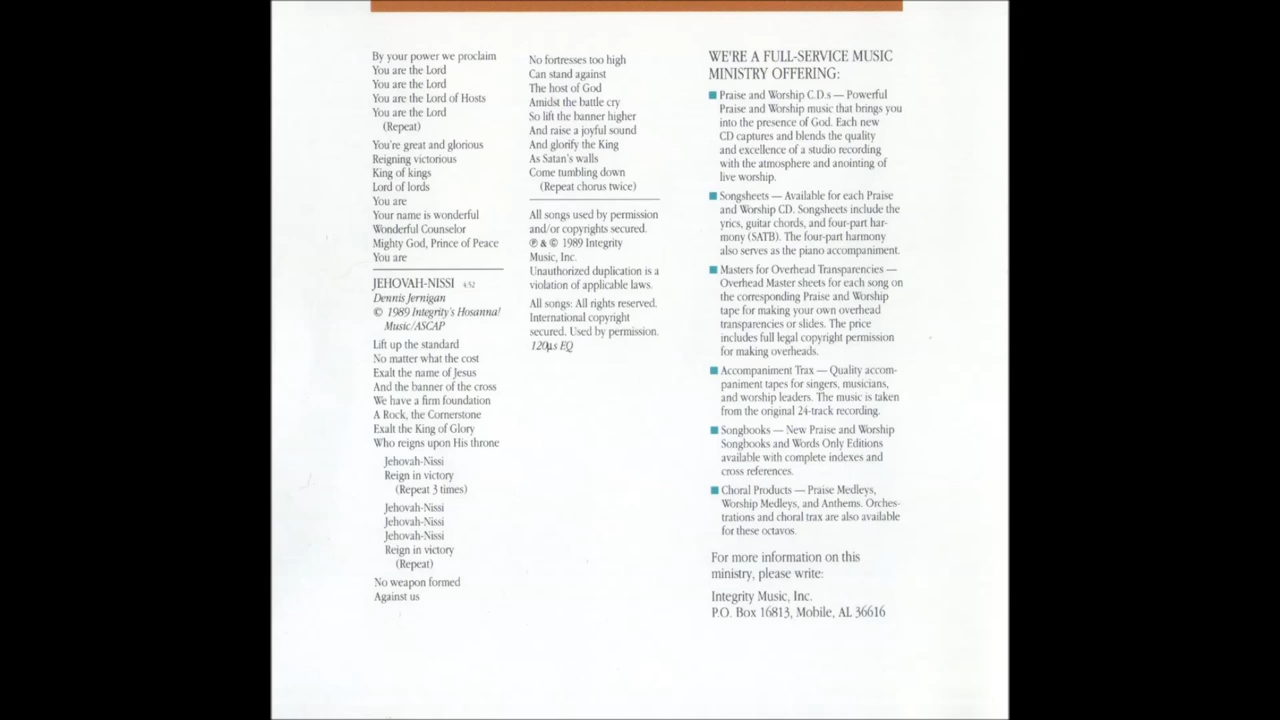 By your power we proclaim
You are the Lord
You are the Lord
You are the Lord of Hosts
You are the Lord
(Repeat)
You're great and glorious
Reigning victorious
King of kings
Lord of lords
You are
Your name is wonderful
Wonderful Counselor
Mighty God, Prince of Peace
You are
JEHOVAH-NISSI 4:52
Dennis Jernigan
© 1989 Integrity's Hosanna!
Music/ASCAP
Lift up the standard
No matter what the cost
Exalt the name of Jesus
And the banner of the cross
We have a firm foundation
A Rock, the Cornerstone
Exalt the King of Glory
Who reigns upon His throne
Jehovah-Nissi
Reign in victory
(Repeat 3 times)
Jehovah-Nissi
Jehovah-Nissi
Jehovah-Nissi
Reign in victory
(Repeat)
No weapon formed
Against us
No fortresses too high
Can stand against
The host of God
Amidst the battle cry
So lift the banner higher
And raise a joyful sound
And glorify the King
As Satan's walls
Come tumbling down
(Repeat chorus twice)
All songs used by permission
and/or copyrights secured.
℗ & © 1989 Integrity
Music, Inc.
Unauthorized duplication is a
violation of applicable laws.
All songs: All rights reserved.
International copyright
secured. Used by permission.
120μs EQ
WE'RE A FULL-SERVICE MUSIC
MINISTRY OFFERING:
■ Praise and Worship C.D.s — Powerful
Praise and Worship music that brings you
into the presence of God. Each new
CD captures and blends the quality
and excellence of a studio recording
with the atmosphere and anointing of
live worship.
■ Songsheets — Available for each Praise
and Worship CD. Songsheets include the
yrics, guitar chords, and four-part har-
mony (SATB). The four-part harmony
also serves as the piano accompaniment.
■ Masters for Overhead Transparencies —
Overhead Master sheets for each song on
the corresponding Praise and Worship
tape for making your own overhead
transparencies or slides. The price
includes full legal copyright permission
for making overheads.
■ Accompaniment Trax — Quality accom-
paniment tapes for singers, musicians,
and worship leaders. The music is taken
from the original 24-track recording.
■ Songbooks — New Praise and Worship
Songbooks and Words Only Editions
available with complete indexes and
cross references.
■ Choral Products — Praise Medleys,
Worship Medleys, and Anthems. Orches-
trations and choral trax are also available
for these octavos.
For more information on this
ministry, please write:
Integrity Music, Inc.
P.O. Box 16813, Mobile, AL 36616